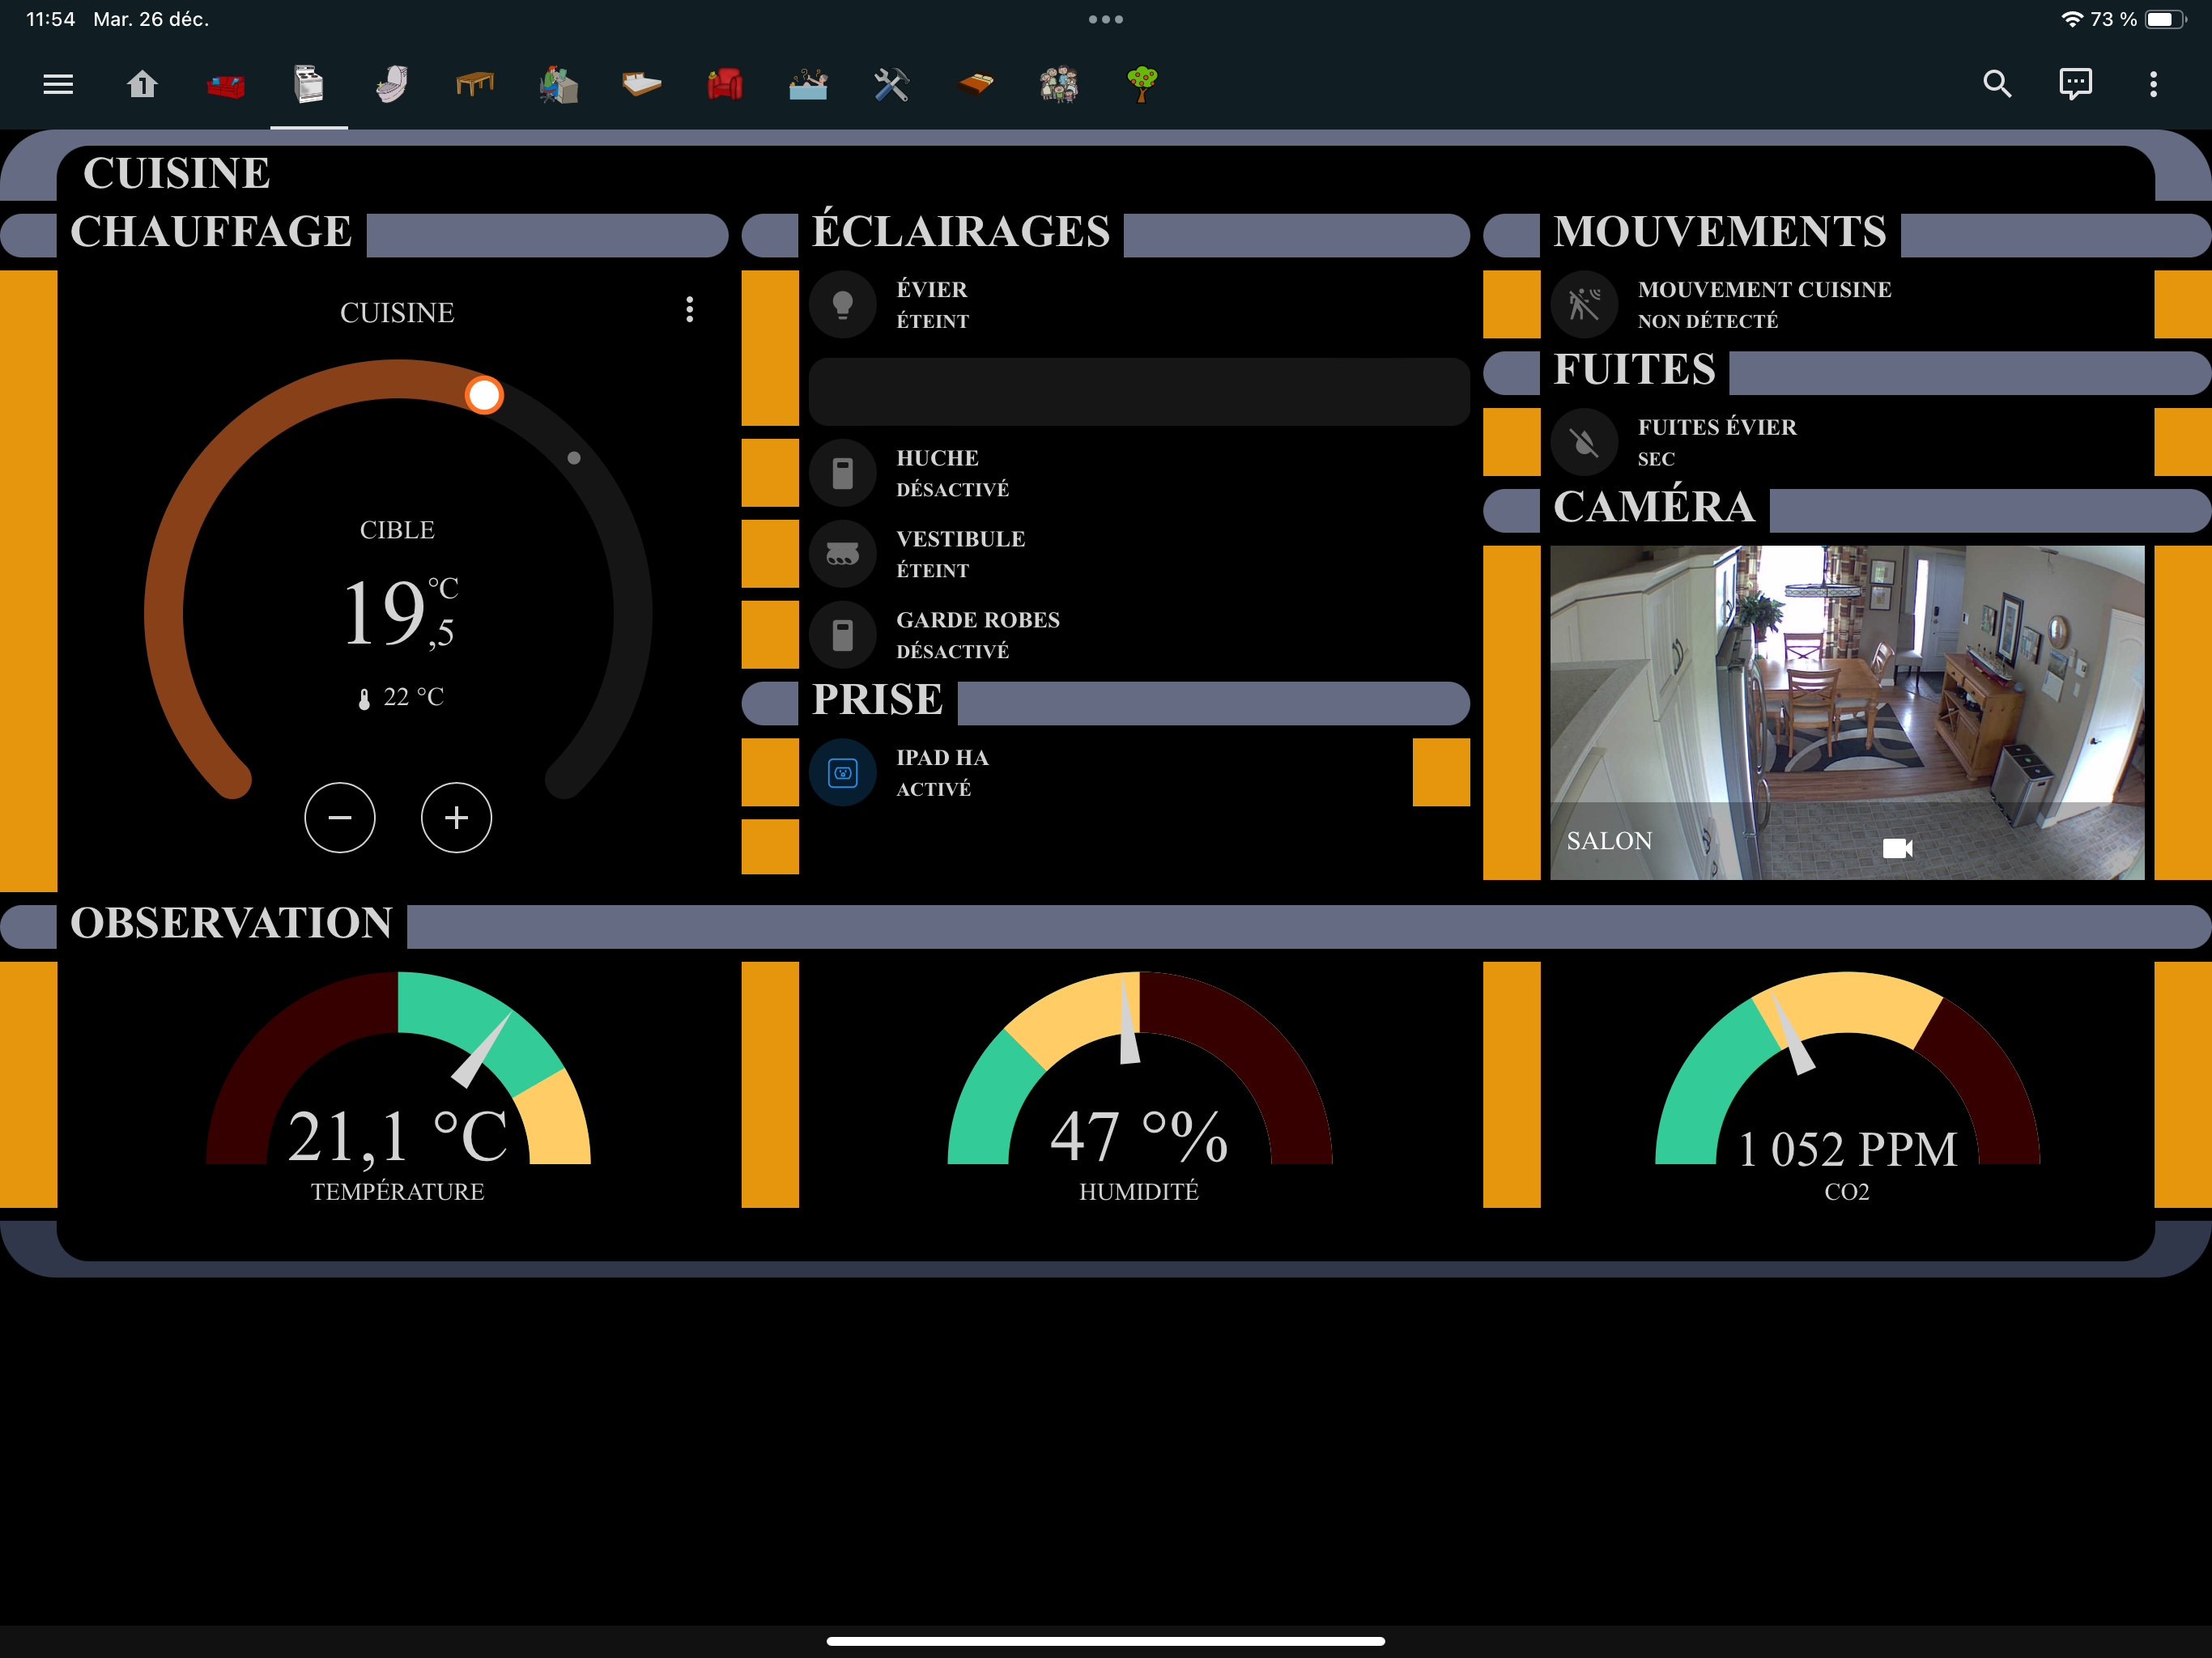 11:54 Mar. 26 déc.
73 %
1
CUISINE
CHAUFFAGE
CUISINE
CIBLE
19,5 °C
22 °C
ÉCLAIRAGES
ÉVIER
ÉTEINT
HUCHE
DÉSACTIVÉ
VESTIBULE
ÉTEINT
GARDE ROBES
DÉSACTIVÉ
PRISE
IPAD HA
ACTIVÉ
MOUVEMENTS
MOUVEMENT CUISINE
NON DÉTECTÉ
FUITES
FUITES ÉVIER
SEC
CAMÉRA
SALON
OBSERVATION
21,1 °C
TEMPÉRATURE
47 °%
HUMIDITÉ
1 052 PPM
CO2